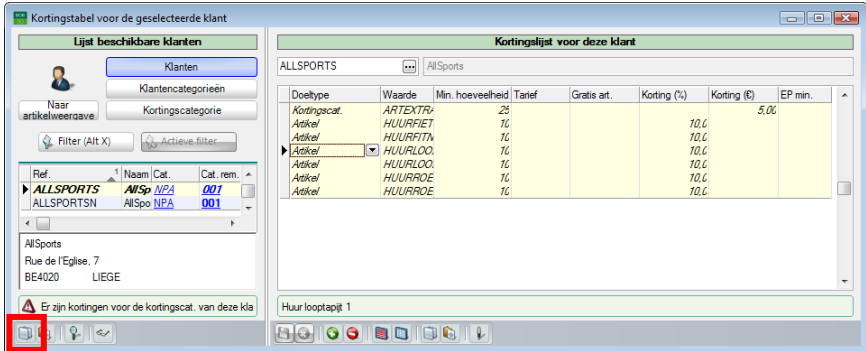 Kortingstabel voor de geselecteerde klant
Lijst beschikbare klanten
Klanten
Klantencategorieën
Naar artikelweergave
Kortingscategorie
Filter (Alt X)
Actieve filter
Ref. 1 Naam Cat. Cat. rem.
ALLSPORTS AllSp NPA 001
ALLSPORTSN AllSpo NPA 001
AllSports
Rue de l'Eglise, 7
BE4020 LIEGE
Er zijn kortingen voor de kortingscat. van deze kla
Kortingslijst voor deze klant
ALLSPORTS ... AllSports
Doeltype Waarde Min. hoeveelheid Tarief Gratis art. Korting (%) Korting (€) EP min.
Kortingscat. ARTEXTRA 25 5,00
Artikel HUURFIET 10 10,0
Artikel HUURFITN 10 10,0
Artikel HUURLOO 10 10,0
Artikel HUURLOO 10 10,0
Artikel HUURROE 10 10,0
Artikel HUURROE 10 10,0
Huur looptapijt 1